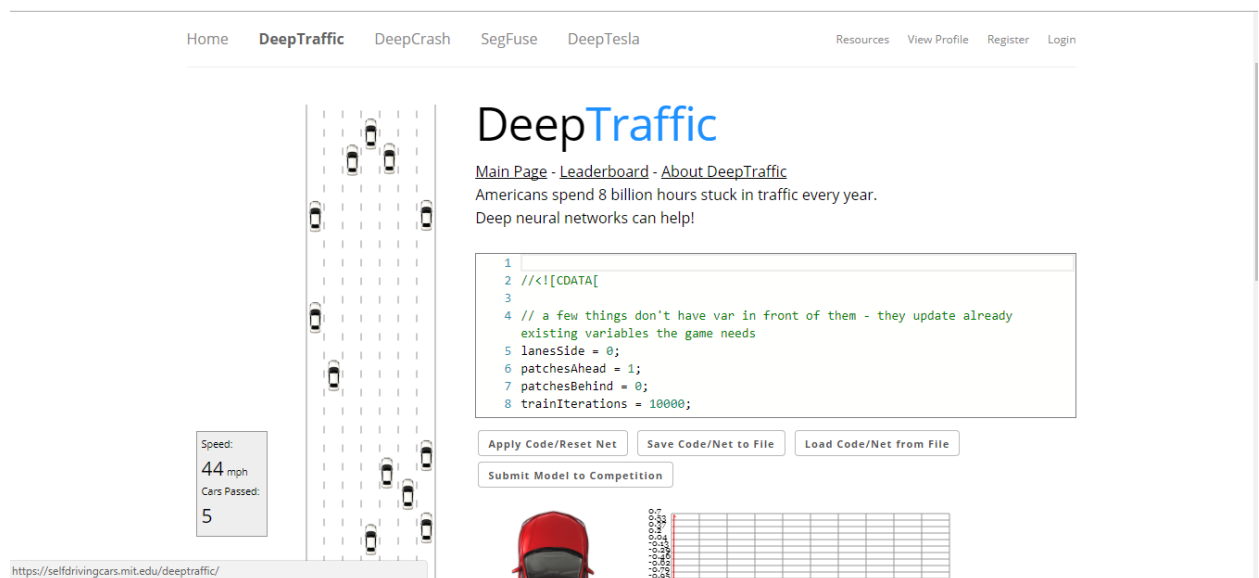 Home DeepTraffic DeepCrash SegFuse DeepTesla Resources View Profile Register Login
DeepTraffic
Main Page - Leaderboard - About DeepTraffic
Americans spend 8 billion hours stuck in traffic every year.
Deep neural networks can help!
1
2 //<![CDATA[
3
4 // a few things don't have var in front of them - they update already
existing variables the game needs
5 lanesSide = 0;
6 patchesAhead = 1;
7 patchesBehind = 0;
8 trainIterations = 10000;
Speed:
44 mph
Cars Passed:
5
Apply Code/Reset Net Save Code/Net to File Load Code/Net from File
Submit Model to Competition
https://selfdrivingcars.mit.edu/deeptraffic/